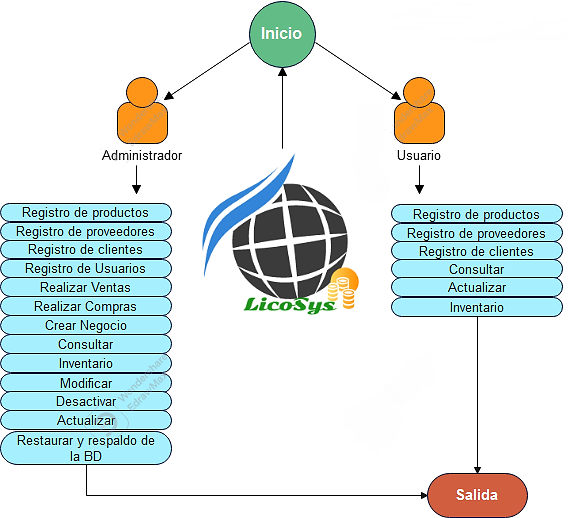 Inicio
Administrador
Usuario
Registro de productos
Registro de proveedores
Registro de clientes
Registro de Usuarios
Realizar Ventas
Realizar Compras
Crear Negocio
Consultar
Inventario
Modificar
Desactivar
Actualizar
Restaurar y respaldo de
la BD
LicoSys
Registro de productos
Registro de proveedores
Registro de clientes
Consultar
Actualizar
Inventario
Salida